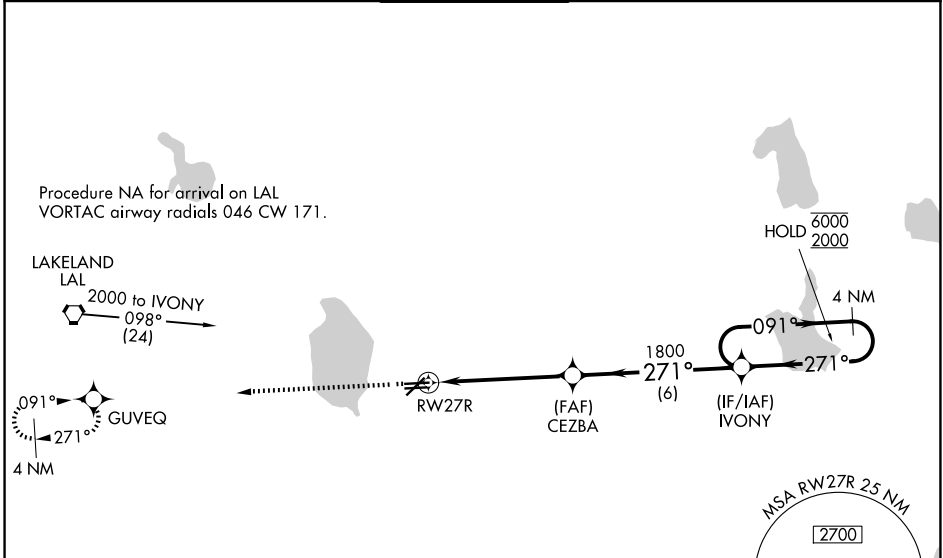 Procedure NA for arrival on LAL
VORTAC airway radials 046 CW 171.
HOLD 6000
2000
LAKELAND
LAL
2000 to IVONY
098°
(24)
4 NM
091°
271°
1800
271°
(6)
RW27R
(FAF)
CEZBA
(IF/IAF)
IVONY
091°
GUVEQ
271°
4 NM
MSA RW27R 25 NM
2700